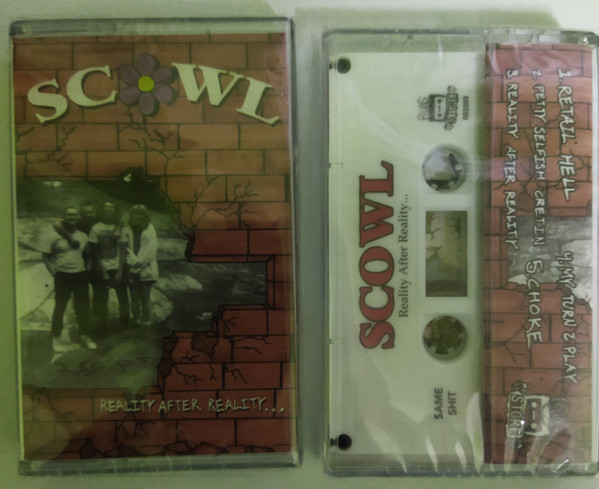 SCOWL
REALITY AFTER REALITY...
SCOWL
Reality After Reality...
SAME
SHIT
1. RETAIL HELL
2. PETTY SELFISH CRETIN
3. REALITY AFTER REALITY
4. MY TURN 2 PLAY
5 CHOKE